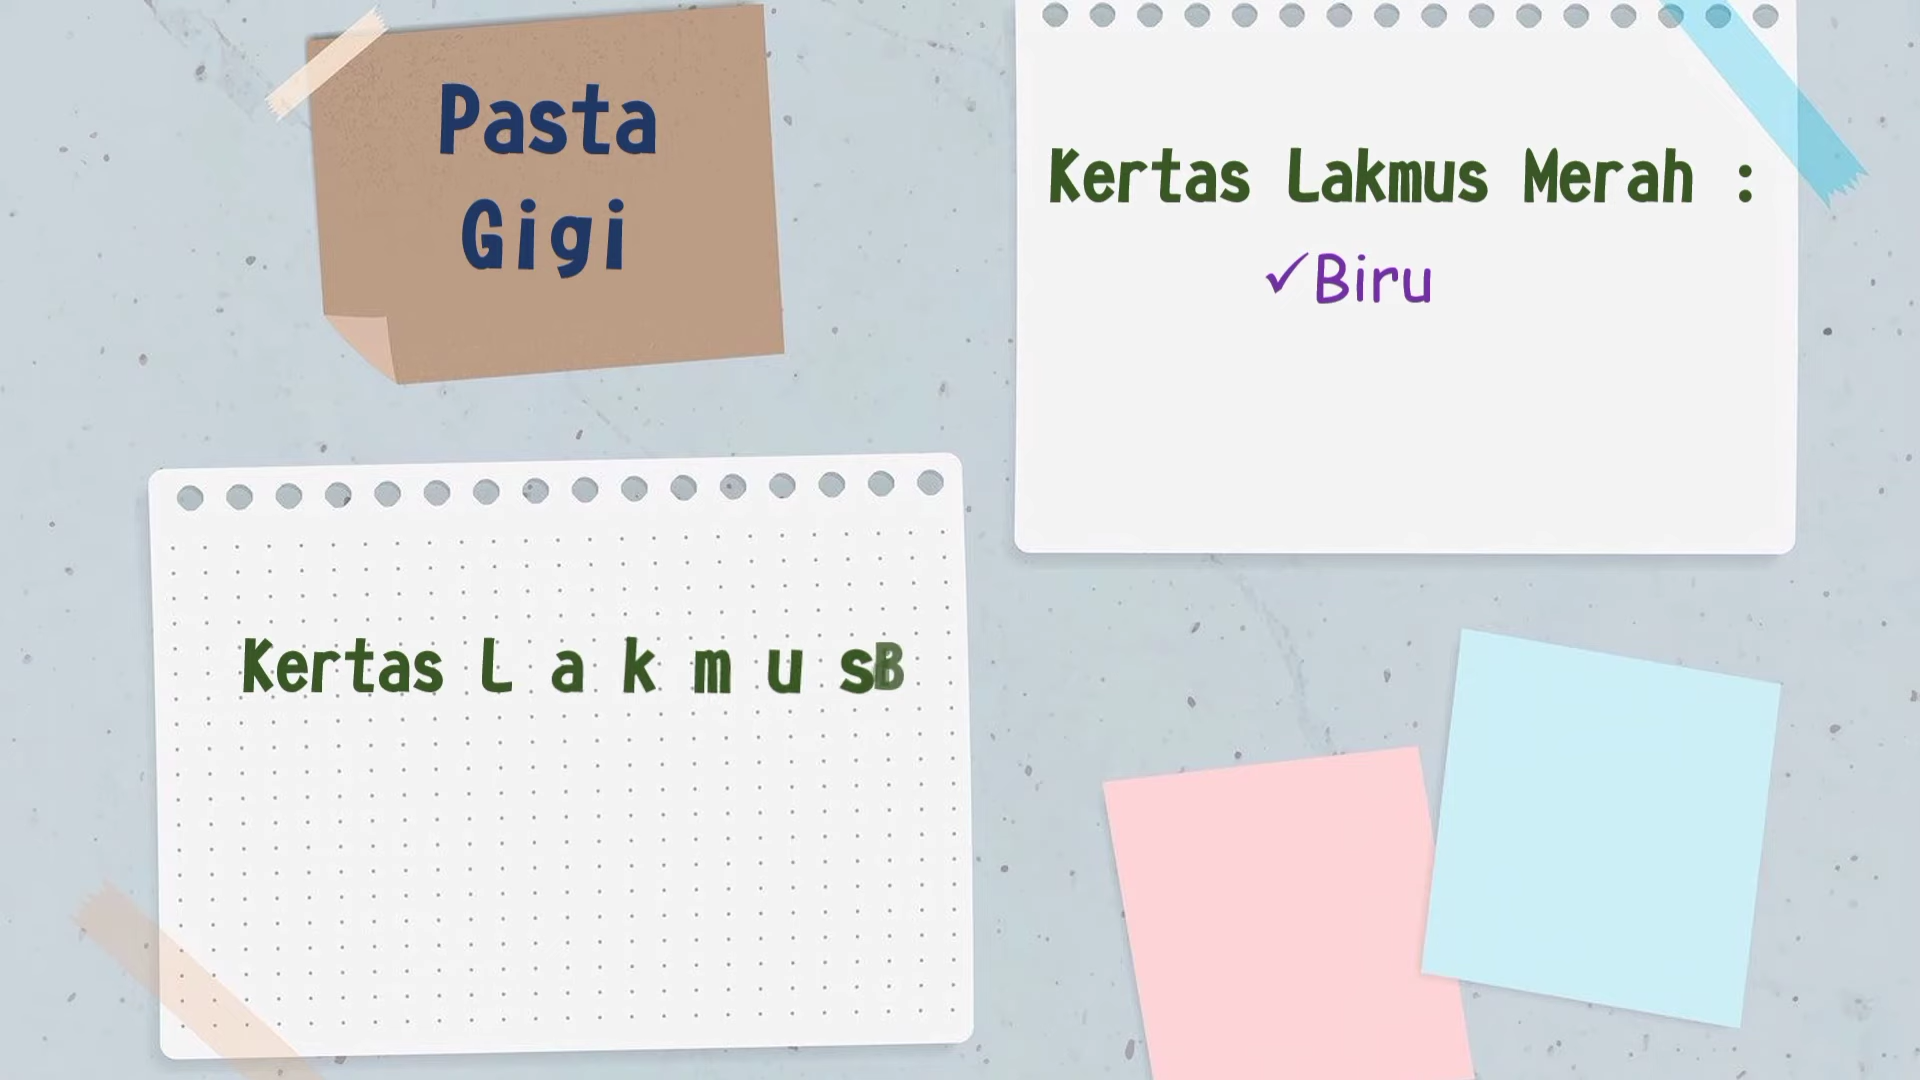 Pasta
Gigi
Kertas Lakmus Merah :
✓Biru
Kertas L a k m u sB